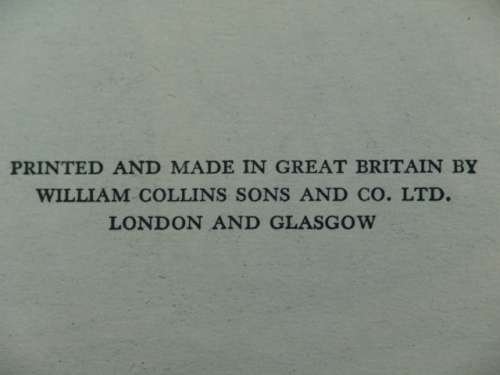 PRINTED AND MADE IN GREAT BRITAIN BY
WILLIAM COLLINS SONS AND CO. LTD.
LONDON AND GLASGOW